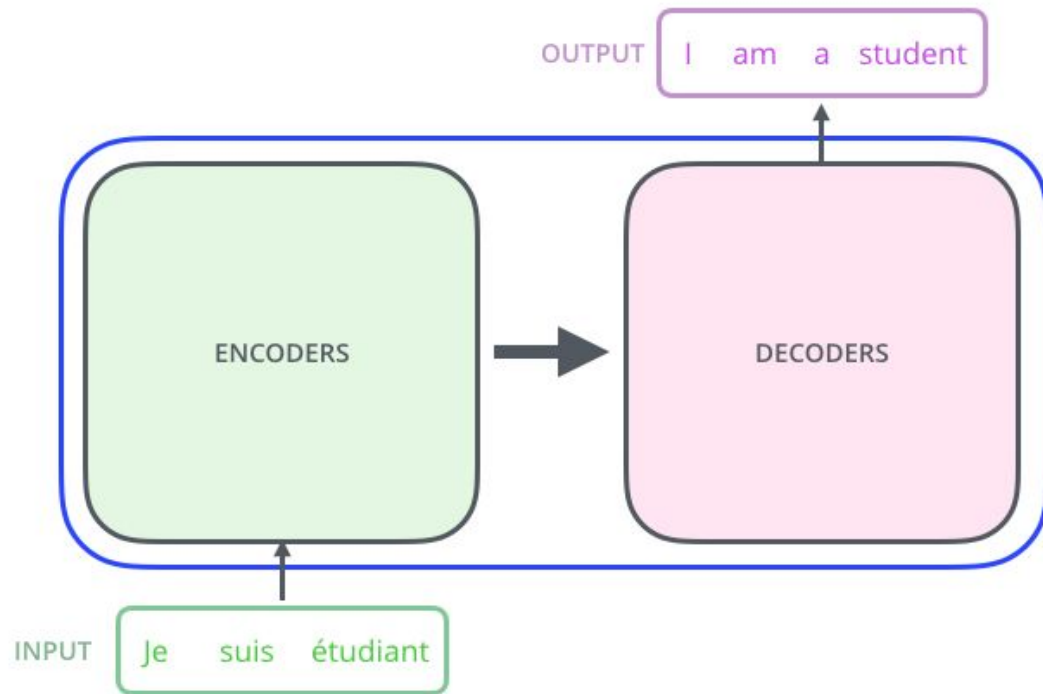 OUTPUT I am a student
ENCODERS DECODERS
INPUT Je suis étudiant